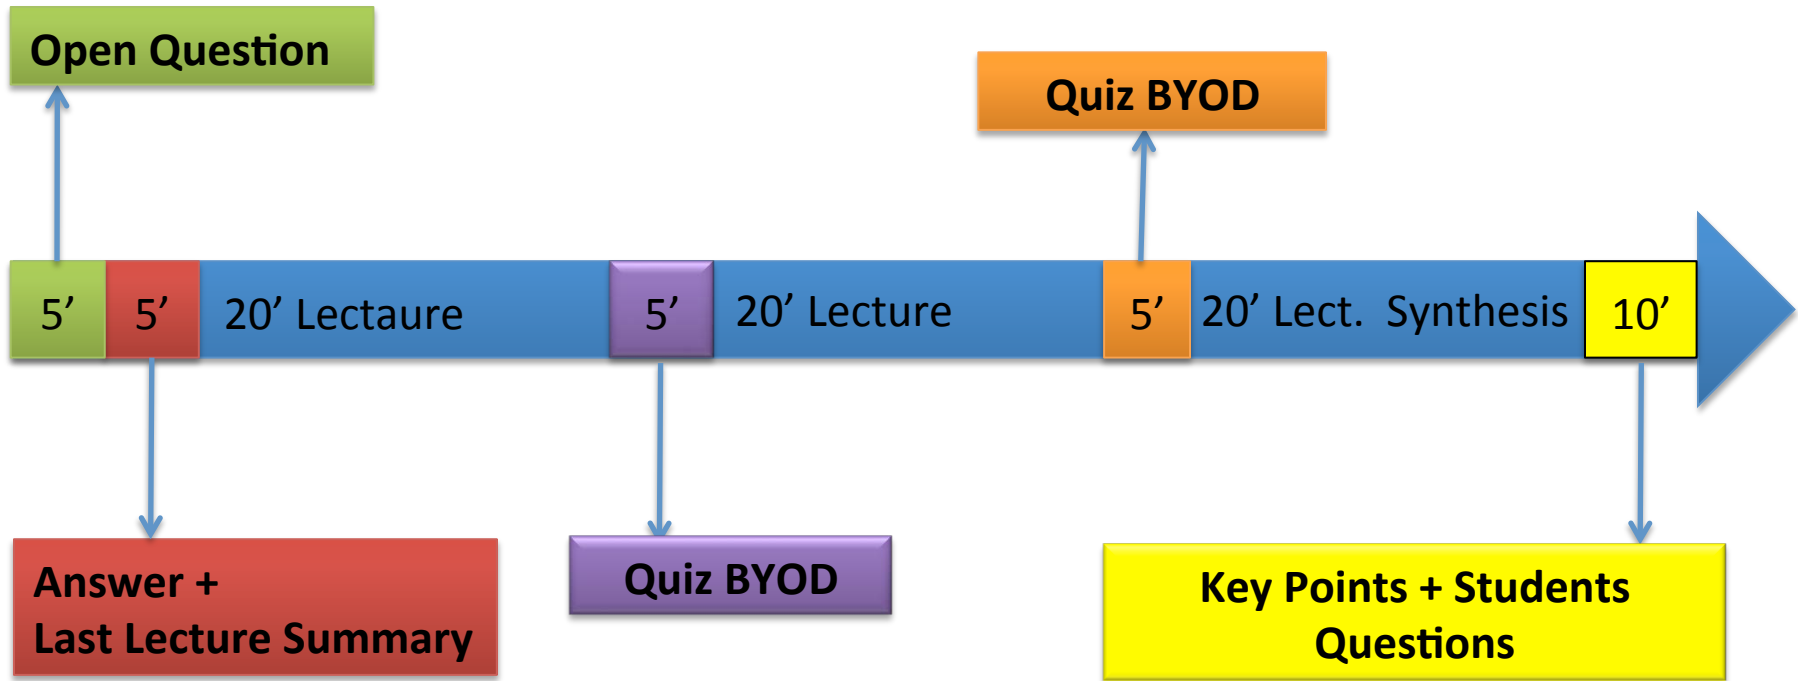 Open Question
Quiz BYOD
5’
5’
20’ Lectaure
5’
20’ Lecture
5’
20’ Lect.  Synthesis
10’
Answer +
Last Lecture Summary
Quiz BYOD
Key Points + Students
Questions